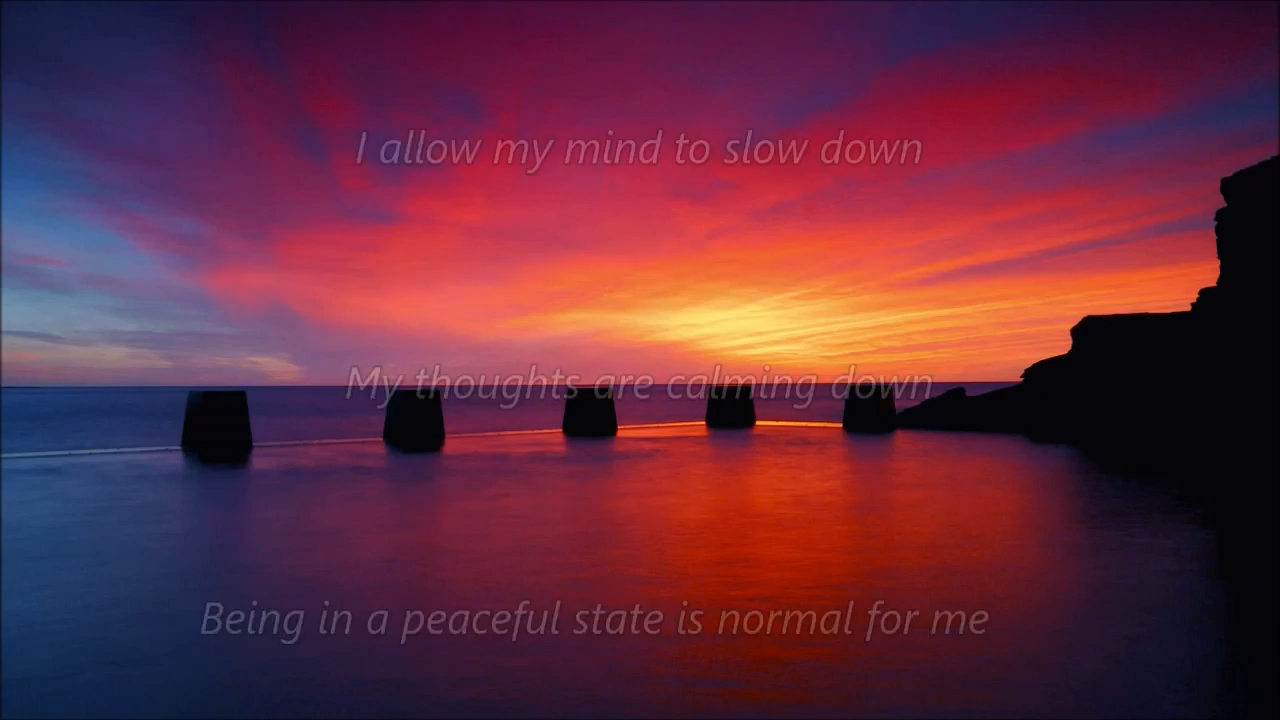 I allow my mind to slow down
My thoughts are calming down
Being in a peaceful state is normal for me